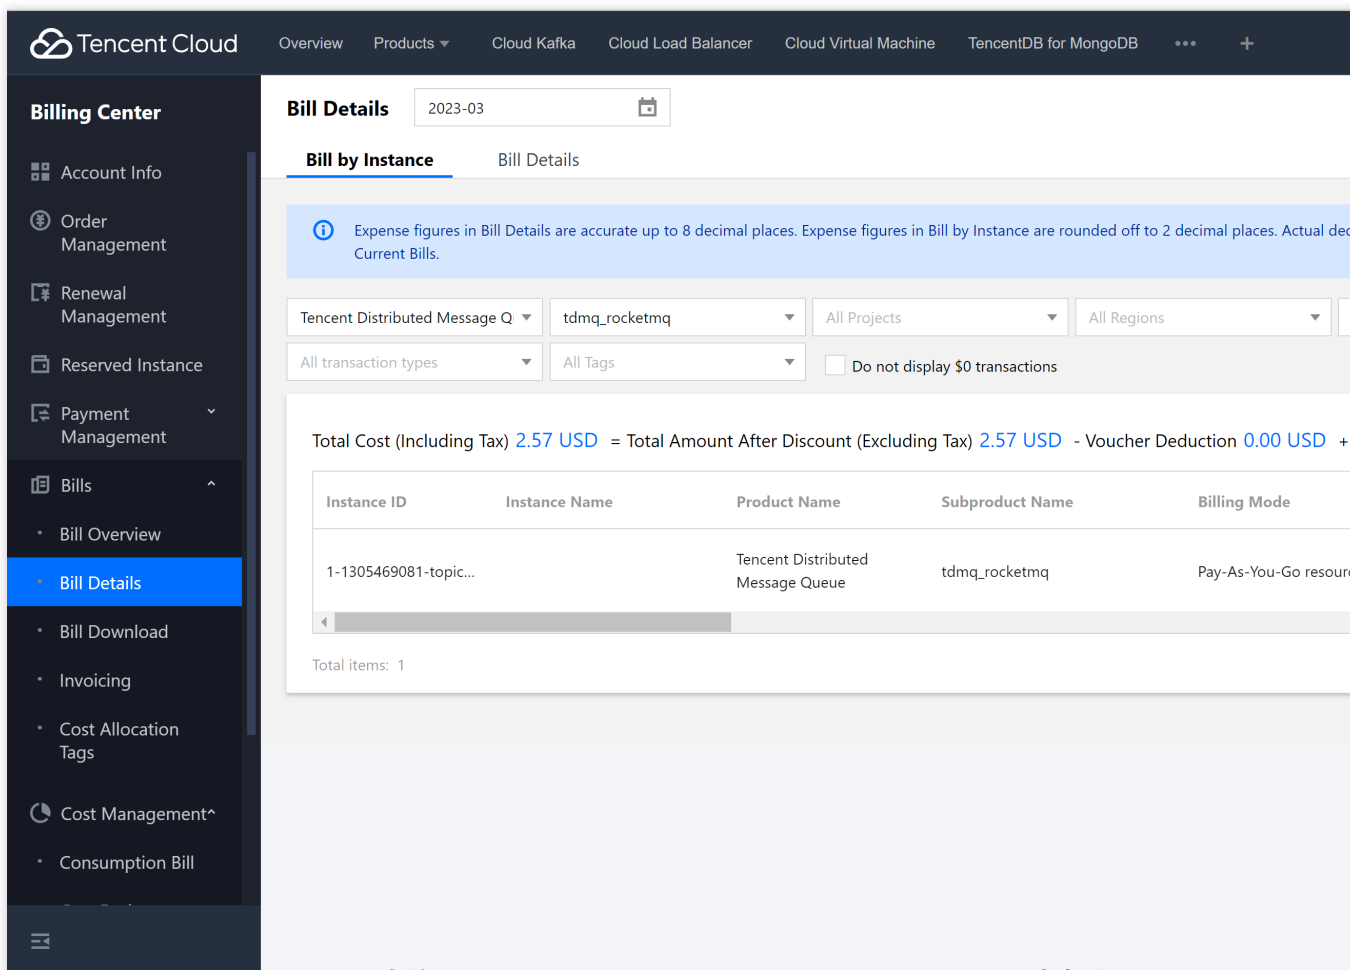 Tencent Cloud
Overview
Products
Cloud Kafka
Cloud Load Balancer
Cloud Virtual Machine
TencentDB for MongoDB
Billing Center
Account Info
Order
Management
Renewal
Management
Reserved Instance
Payment
Management
Bills
Bill Overview
Bill Details
Bill Download
Invoicing
Cost Allocation
Tags
Cost Management
Consumption Bill
Bill Details
2023-03
Bill by Instance
Bill Details
Expense figures in Bill Details are accurate up to 8 decimal places. Expense figures in Bill by Instance are rounded off to 2 decimal places. Actual
Current Bills.
Tencent Distributed Message
tdmq_rocketmq
All Projects
All Regions
All transaction types
All Tags
Do not display $0 transactions
Total Cost (Including Tax) 2.57 USD = Total Amount After Discount (Excluding Tax) 2.57 USD - Voucher Deduction 0.00 USD +
Instance ID
Instance Name
Product Name
Subproduct Name
Billing Mode
1-1305469081-topic...
Tencent Distributed
Message Queue
tdmq_rocketmq
Pay-As-You-Go
Total items: 1